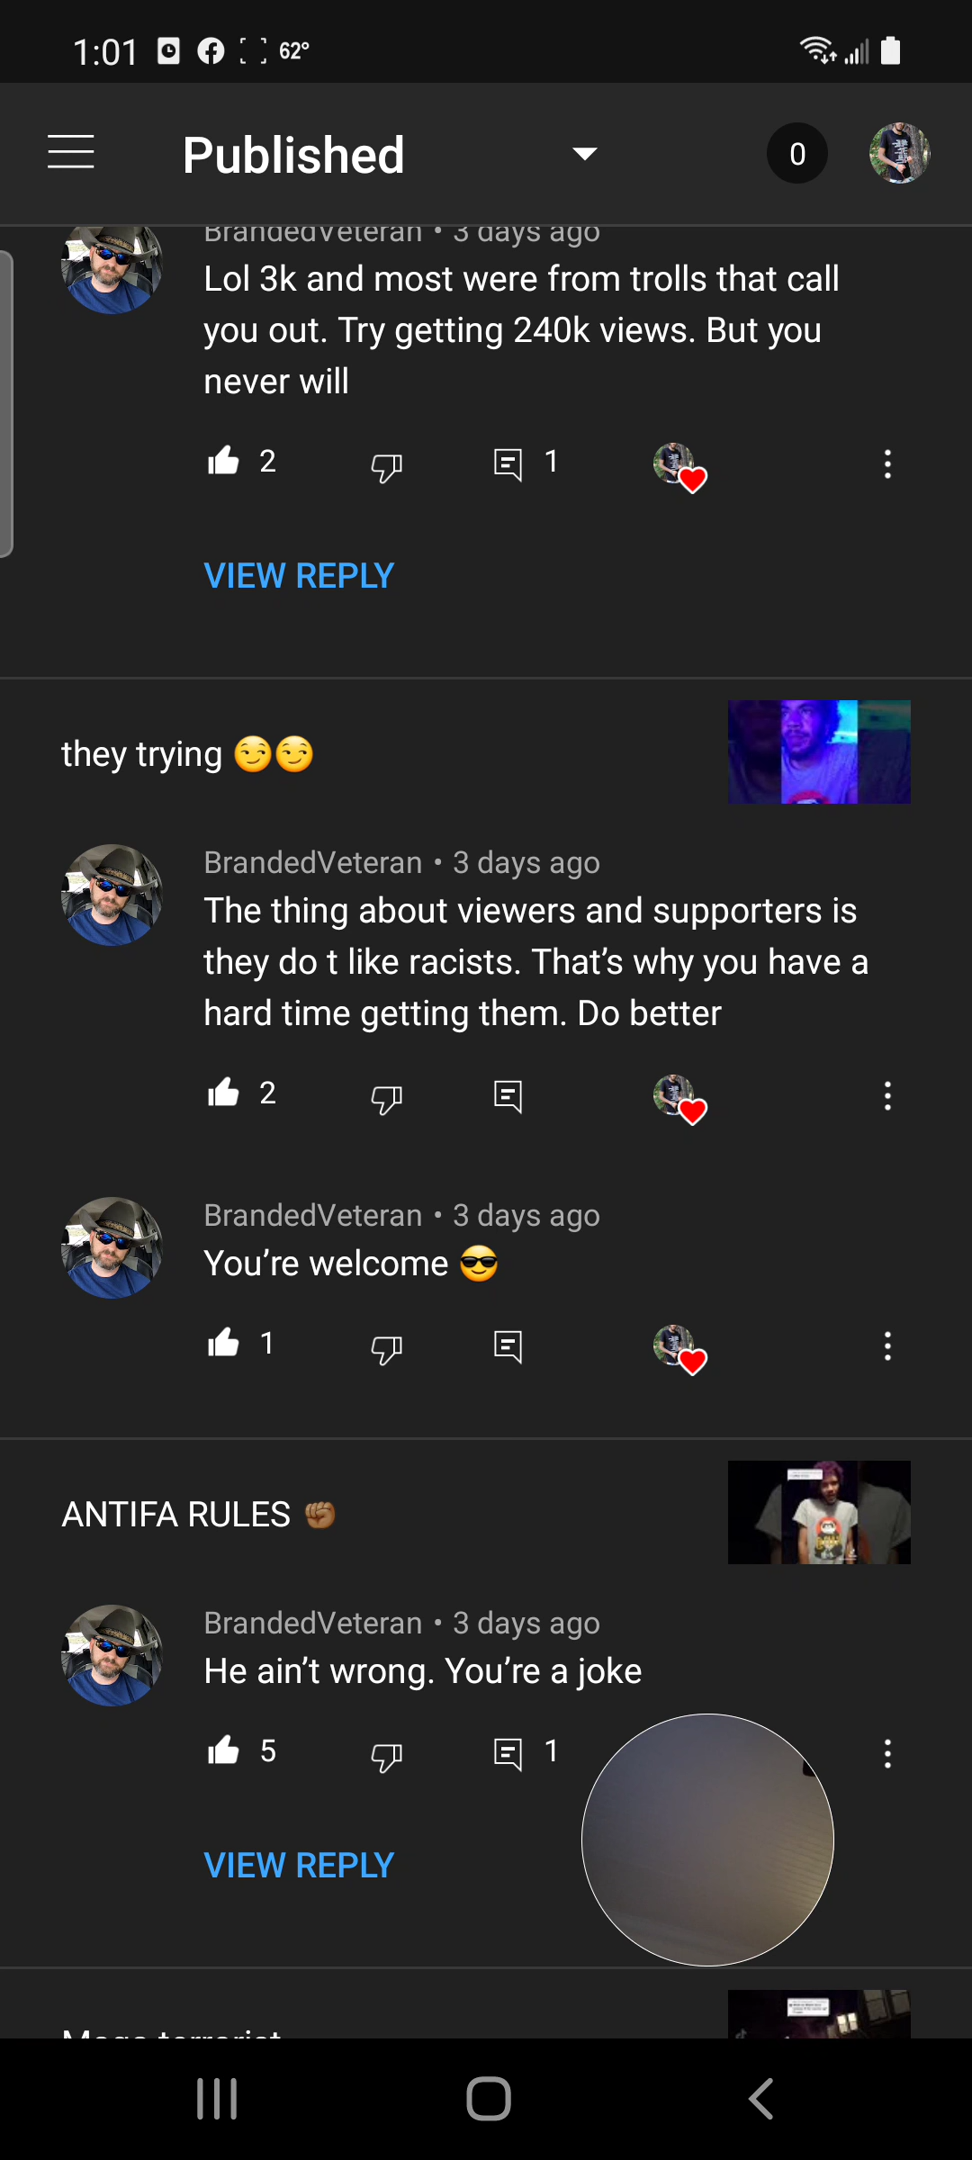 1:01 62°
Published 0
BrandedVeteran • 3 days ago
Lol 3k and most were from trolls that call
you out. Try getting 240k views. But you
never will
2 1
VIEW REPLY
they trying 😏😏
BrandedVeteran • 3 days ago
The thing about viewers and supporters is
they do t like racists. That’s why you have a
hard time getting them. Do better
2
BrandedVeteran • 3 days ago
You’re welcome 😎
1
ANTIFA RULES ✊🏾
BrandedVeteran • 3 days ago
He ain’t wrong. You’re a joke
5 1
VIEW REPLY
Maga terrorist